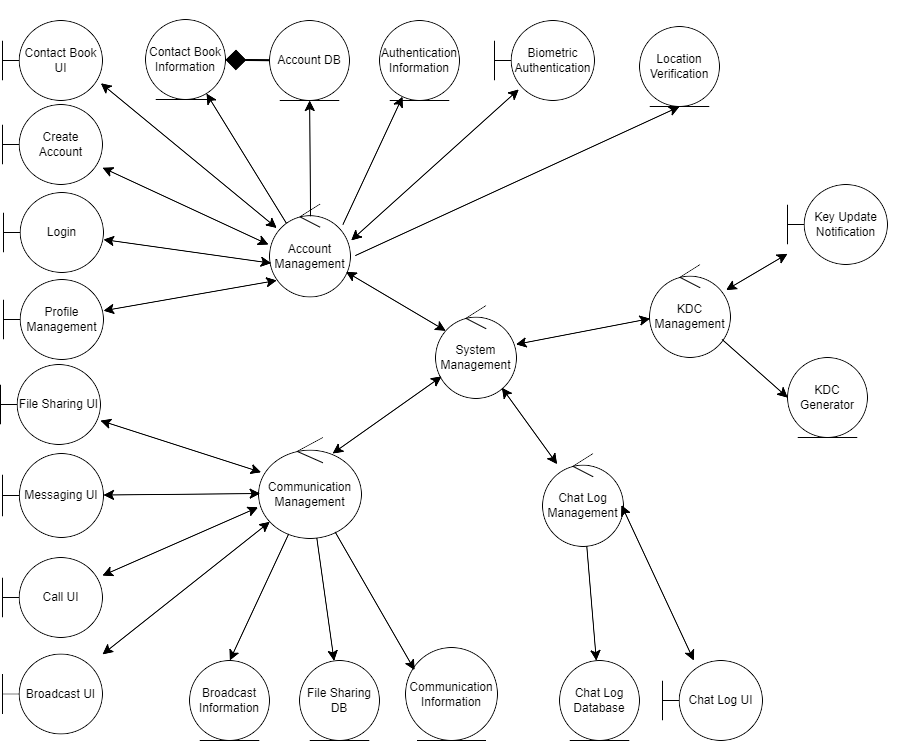 Contact Book
UI
Contact Book
Information
Account DB
Authentication
Information
Biometric
Authentication
Location
Verification
Create
Account
Login
Key Update
Notification
Account
Management
Profile
Management
KDC
Management
System
Management
KDC
Generator
File Sharing UI
Messaging UI
Communication
Management
Chat Log
Management
Call UI
Broadcast UI
Broadcast
Information
File Sharing
DB
Communication
Information
Chat Log
Database
Chat Log UI